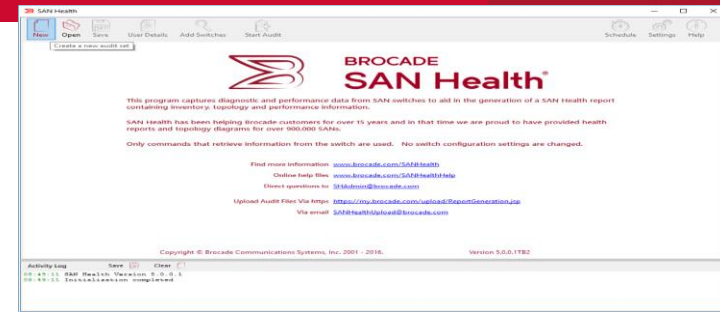 SAN Health
New Open Save User Details Add Switches Start Audit Schedule Settings Help
Create a new audit set
BROCADE
SAN Health®
This program captures diagnostic and performance data from SAN switches to aid in the generation of a SAN Health report
containing inventory, topology and performance information.
SAN Health has been helping Brocade customers for over 15 years and in that time we are proud to have provided health
reports and topology diagrams for over 900,000 SANs.
Only commands that retrieve information from the switch are used. No switch configuration settings are changed.
Find more information www.brocade.com/SANHealth
Online help files www.brocade.com/SANHealthHelp
Direct questions to SHAdmin@brocade.com
Upload Audit Files Via https https://my.brocade.com/upload/ReportGeneration.jsp
Via email SANHealthUpload@brocade.com
Copyright © Brocade Communications Systems, Inc. 2001 - 2016. Version 5.0.0.1TB2
Activity Log Save Clear
08:49:11 SAN Health Version 5.0.0.1
08:49:11 Initialization completed